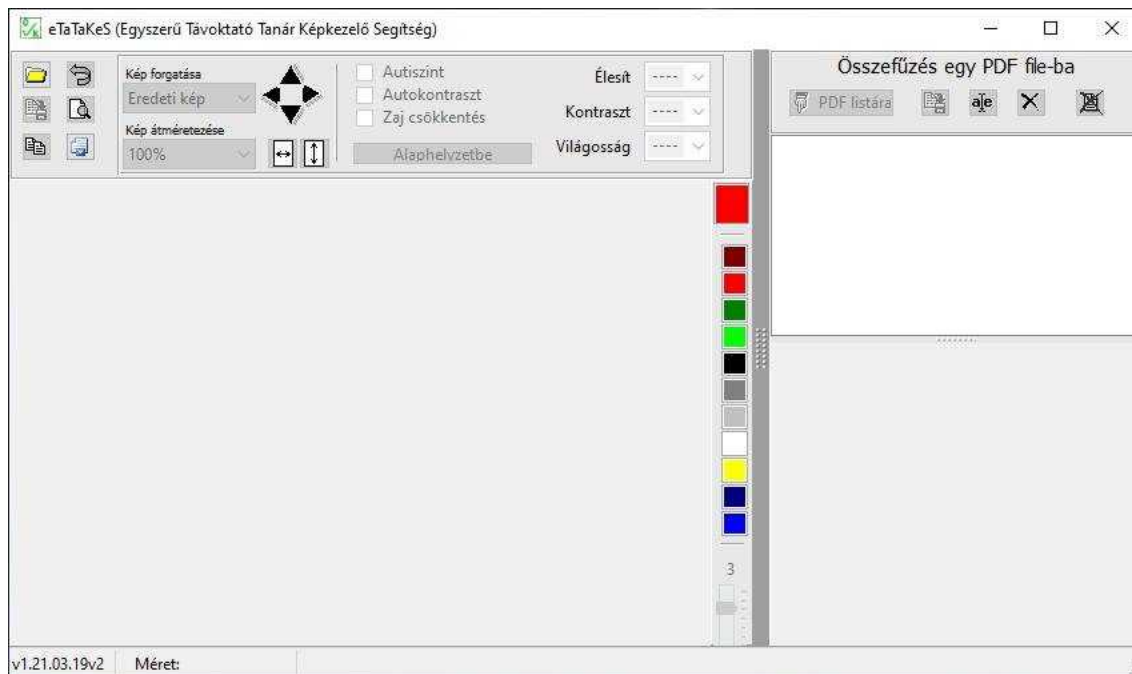 eTaTaKeS (Egyszerű Távoktató Tanár Képkezelő Segítség)
Kép forgatása
Eredeti kép
Kép átméretezése
100%
Autiszint
Autokontraszt
Zaj csökkentés
Alaphelyzetbe
Élesít ----
Kontraszt ----
Világosság ----
Összefűzés egy PDF file-ba
PDF listára
a|e
3
v1.21.03.19v2 Méret: